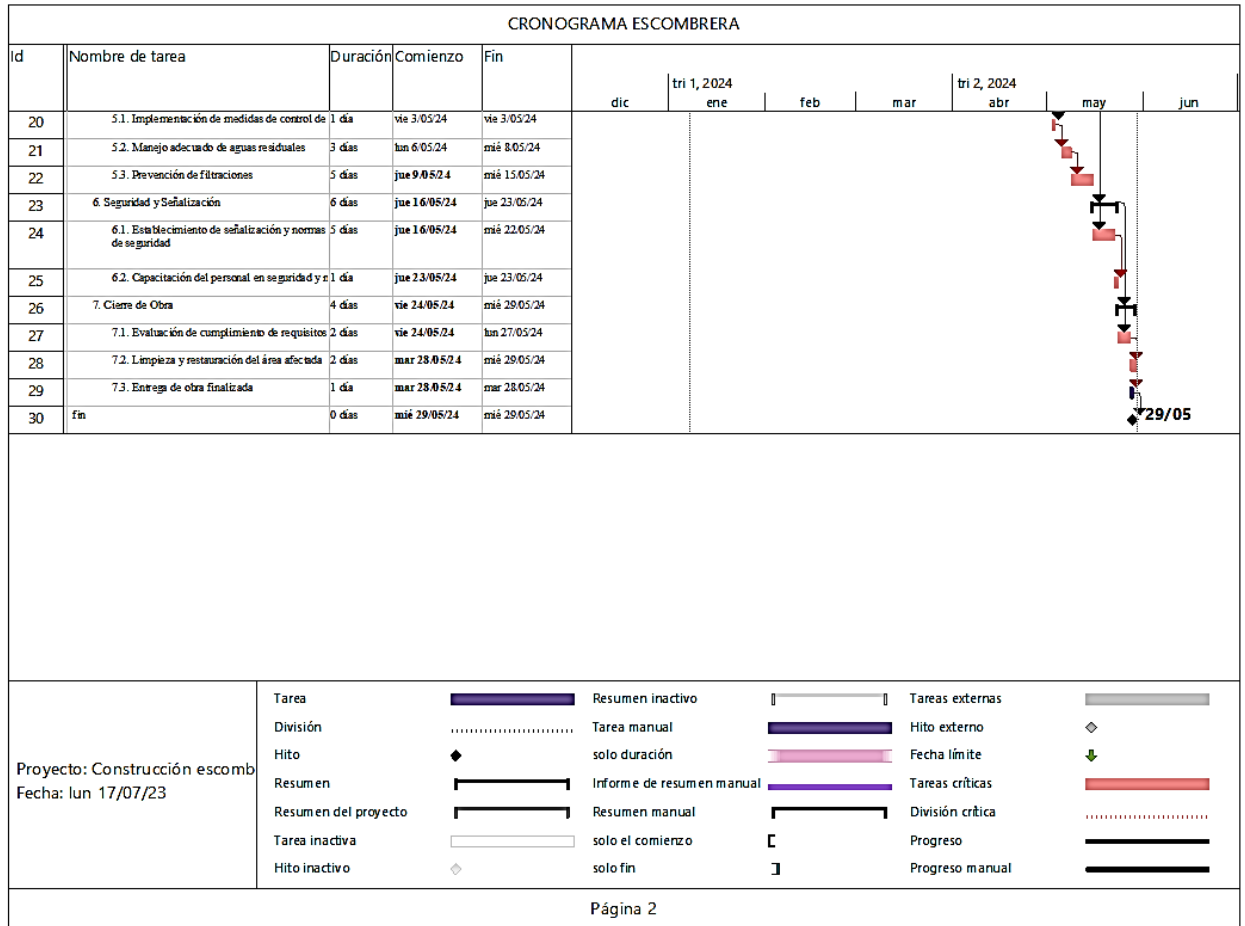 CRONOGRAMA ESCOMBRERA
Id Nombre de tarea Duración Comienzo Fin
tri 1, 2024 tri 2, 2024
dic ene feb mar abr may jun
20 5.1. Implementación de medidas de control de 1 día vie 3/05/24 vie 3/05/24
21 5.2. Manejo adecuado de aguas residuales 3 días lun 6/05/24 mié 8/05/24
22 5.3. Prevención de filtraciones 5 días jue 9/05/24 mié 15/05/24
23 6. Seguridad y Señalización 6 días jue 16/05/24 jue 23/05/24
24 6.1. Establecimiento de señalización y normas 5 días jue 16/05/24 mié 22/05/24
de seguridad
25 6.2. Capacitación del personal en seguridad y 1 día jue 23/05/24 jue 23/05/24
26 7. Cierre de Obra 4 días vie 24/05/24 mié 29/05/24
27 7.1. Evaluación de cumplimiento de requisitos 2 días vie 24/05/24 lun 27/05/24
28 7.2. Limpieza y restauración del área afectada 2 días mar 28/05/24 mié 29/05/24
29 7.3. Entrega de obra finalizada 1 día mar 28/05/24 mar 28/05/24
30 fin 0 días mié 29/05/24 mié 29/05/24
29/05
Proyecto: Construcción escomb
Fecha: lun 17/07/23
Tarea Resumen inactivo Tareas externas
División Tarea manual Hito externo
Hito solo duración Fecha límite
Resumen Informe de resumen manual Tareas críticas
Resumen del proyecto Resumen manual División crítica
Tarea inactiva solo el comienzo Progreso
Hito inactivo solo fin Progreso manual
Página 2